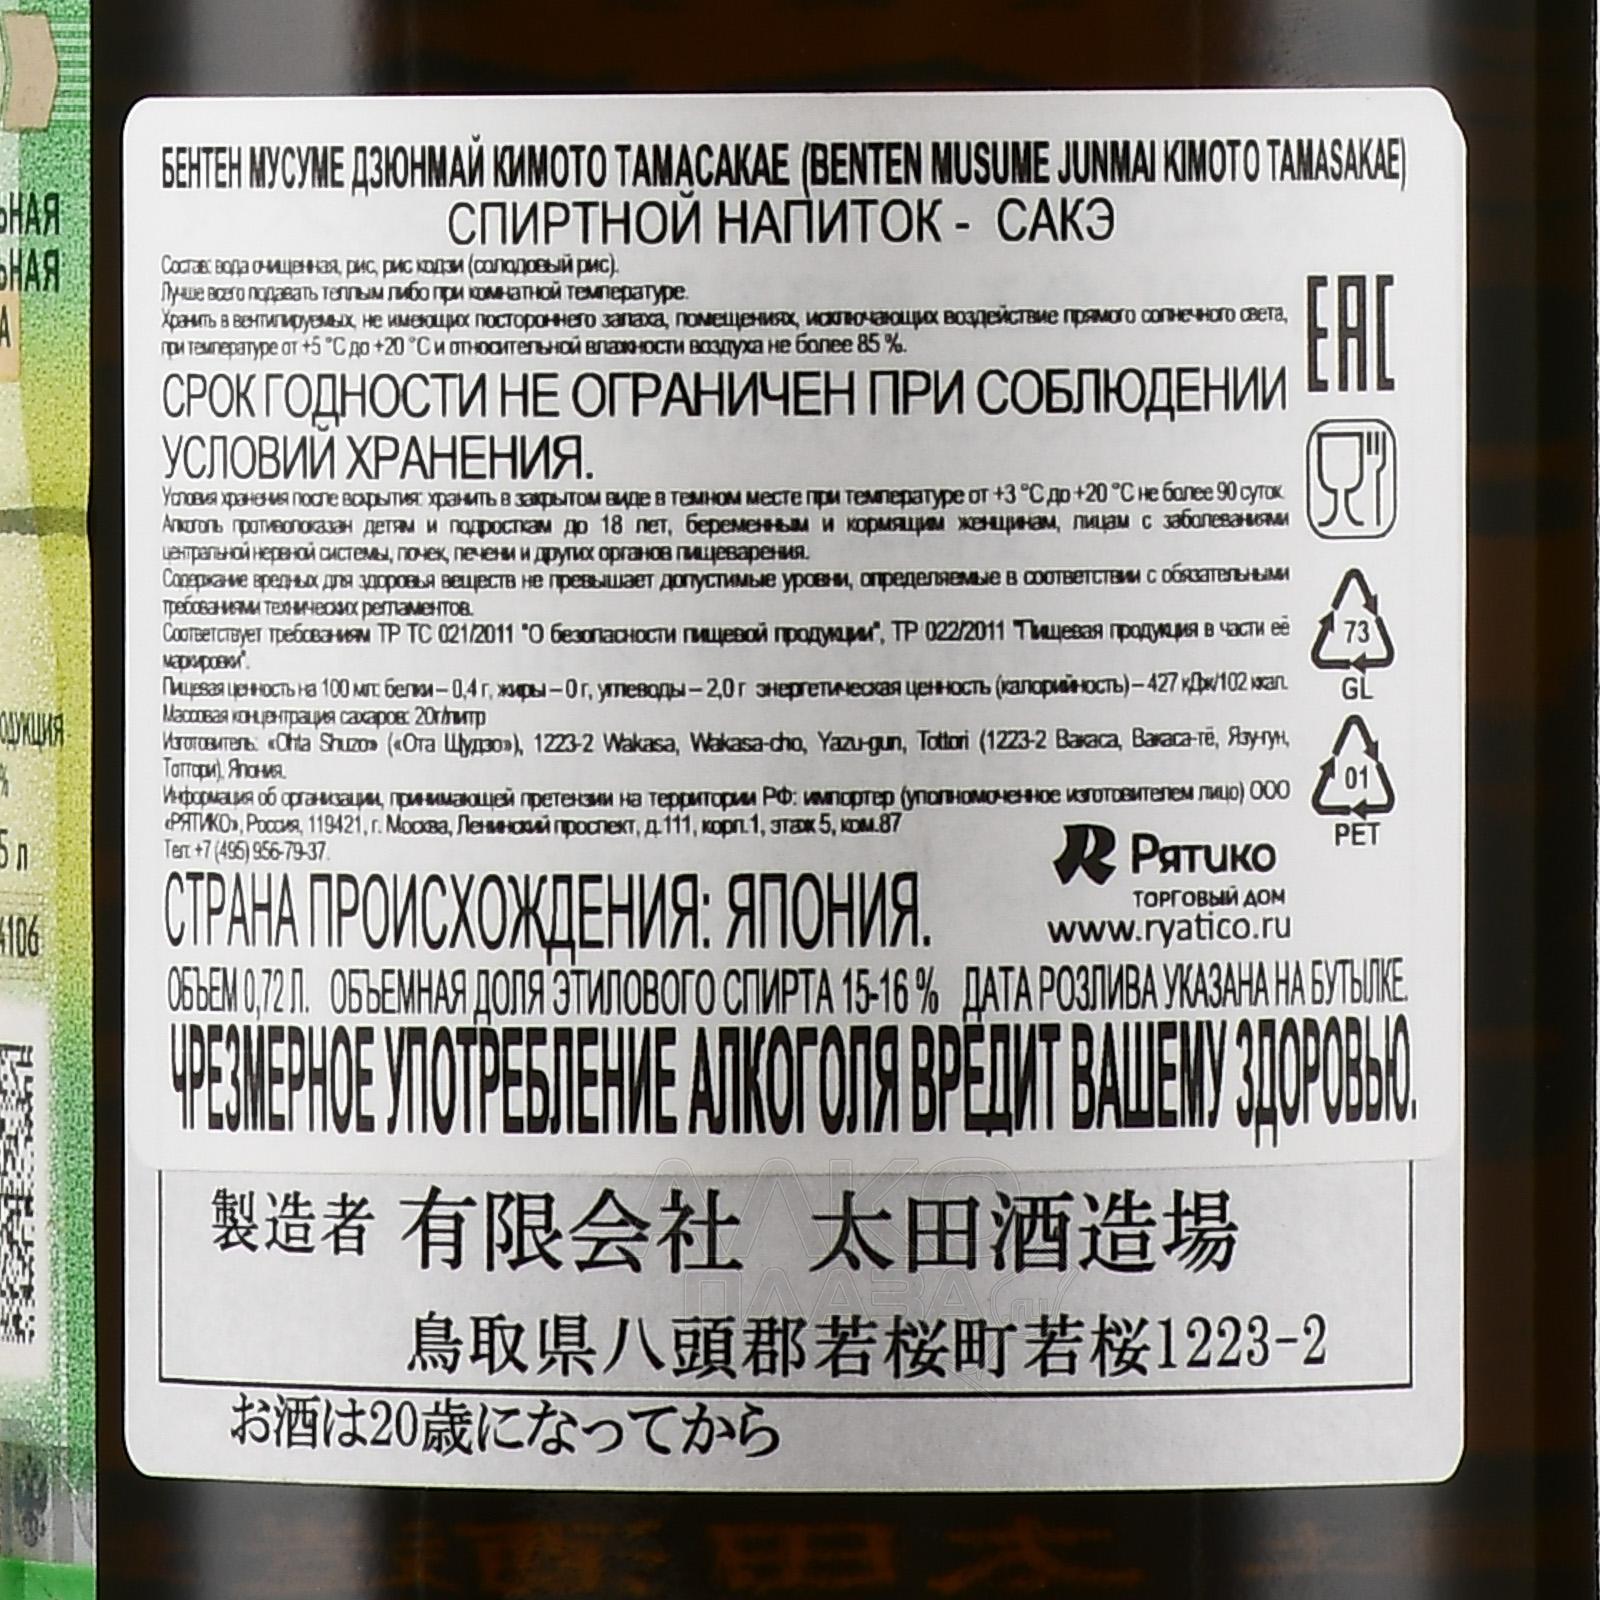 БЕНТЕН МУСУМЕ ДЗЮНМАЙ КИМОТО ТАМАСАКАЕ (BENTEN MUSUME JUNMAI KIMOTO TAMASAKAE)
СПИРТНОЙ НАПИТОК - САКЭ
Состав: вода очищенная, рис, рис кодзи (солодовый рис).
Лучше всего подавать теплым либо при комнатной температуре.
Хранить в вентилируемых, не имеющих постороннего запаха, помещениях, исключающих воздействие прямого солнечного света,
при температуре от +5 °С до +20 °С и относительной влажности воздуха не более 85 %.
СРОК ГОДНОСТИ НЕ ОГРАНИЧЕН ПРИ СОБЛЮДЕНИИ
УСЛОВИЙ ХРАНЕНИЯ.
Условия хранения после вскрытия: хранить в закрытом виде в темном месте при температуре от +3 °С до +20 °С не более 90 суток.
Алкоголь противопоказан детям и подросткам до 18 лет, беременным и кормящим женщинам, лицам с заболеваниями
центральной нервной системы, почек, печени и других органов пищеварения.
Содержание вредных для здоровья веществ не превышает допустимые уровни, определяемые в соответствии с обязательными
требованиями технических регламентов.
Соответствует требованиям ТР ТС 021/2011 "О безопасности пищевой продукции", ТР 022/2011 "Пищевая продукция в части её
маркировки".
Пищевая ценность на 100 мл: белки – 0,4 г, жиры – 0 г, углеводы – 2,0 г энергетическая ценность (калорийность) – 427 кДж/102 ккал.
Массовая концентрация сахаров: 20г/литр
Изготовитель: «Ohta Shuzo» («Ота Щудзо»), 1223-2 Wakasa, Wakasa-cho, Yazu-gun, Tottori (1223-2 Вакаса, Вакаса-тё, Язу-гун,
Тоттори), Япония.
Информация об организации, принимающей претензии на территории РФ: импортер (уполномоченное изготовителем лицо) ООО
«РЯТИКО», Россия, 119421, г. Москва, Ленинский проспект, д.111, корп.1, этаж 5, ком.87
Тел: +7 (495) 956-79-37.
СТРАНА ПРОИСХОЖДЕНИЯ: ЯПОНИЯ.
ОБЪЕМ 0,72 Л. ОБЪЕМНАЯ ДОЛЯ ЭТИЛОВОГО СПИРТА 15-16 % ДАТА РОЗЛИВА УКАЗАНА НА БУТЫЛКЕ.
ЧРЕЗМЕРНОЕ УПОТРЕБЛЕНИЕ АЛКОГОЛЯ ВРЕДИТ ВАШЕМУ ЗДОРОВЬЮ.
EAC
73
GL
01
PET
Рятико
ТОРГОВЫЙ ДОМ
www.ryatico.ru
製造者 有限会社 太田酒造場
鳥取県八頭郡若桜町若桜1223-2
お酒は20歳になってから
АЛКО
ПЛАЗА.ru